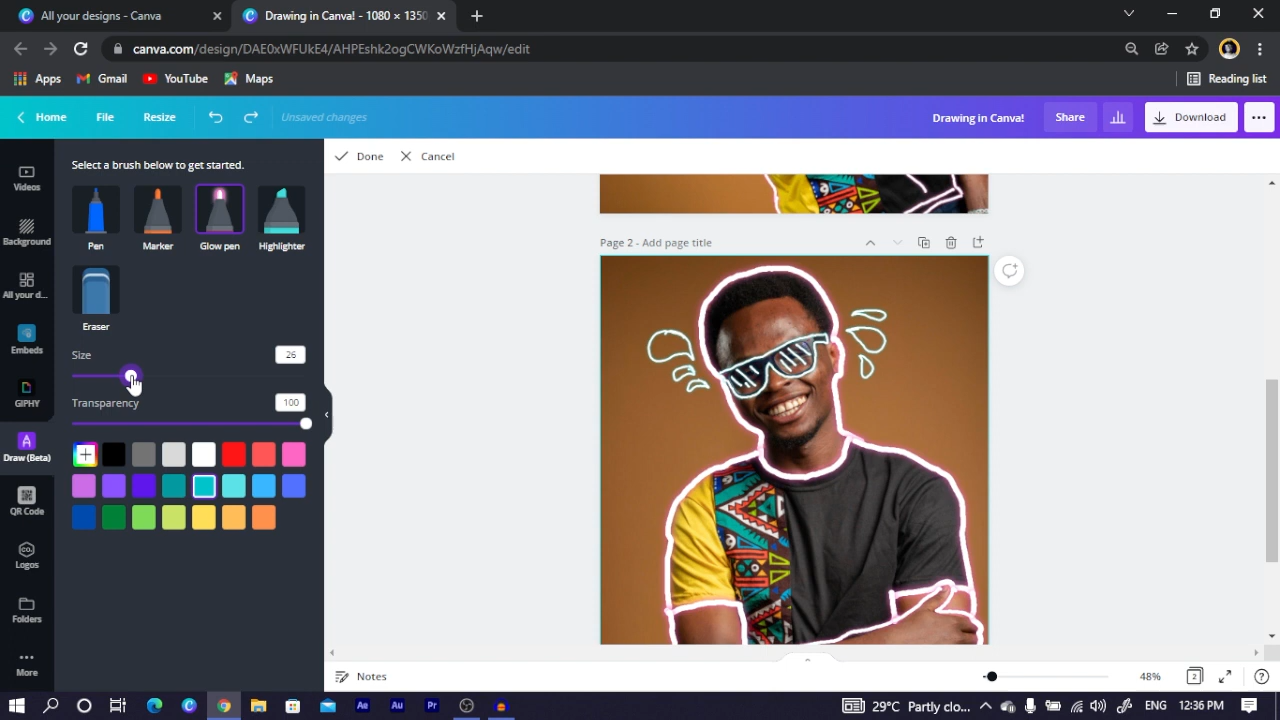 All your designs - Canva
Drawing in Canva! - 1080 × 1350
canva.com/design/DAE0xWFUkE4/AHPEshk2ogCWKoWzfHjAqw/edit
Apps Gmail YouTube Maps Reading list
Home File Resize Unsaved changes Drawing in Canva! Share Download
Select a brush below to get started.
Done Cancel
Videos
Background
All your d...
Embeds
GIPHY
Draw (Beta)
QR Code
Logos
Folders
More
Pen Marker Glow pen Highlighter
Eraser
Size 26
Transparency 100
Page 2 - Add page title
Notes 48% 2
Ae Au Pr 29°C Partly clo... ENG 12:36 PM